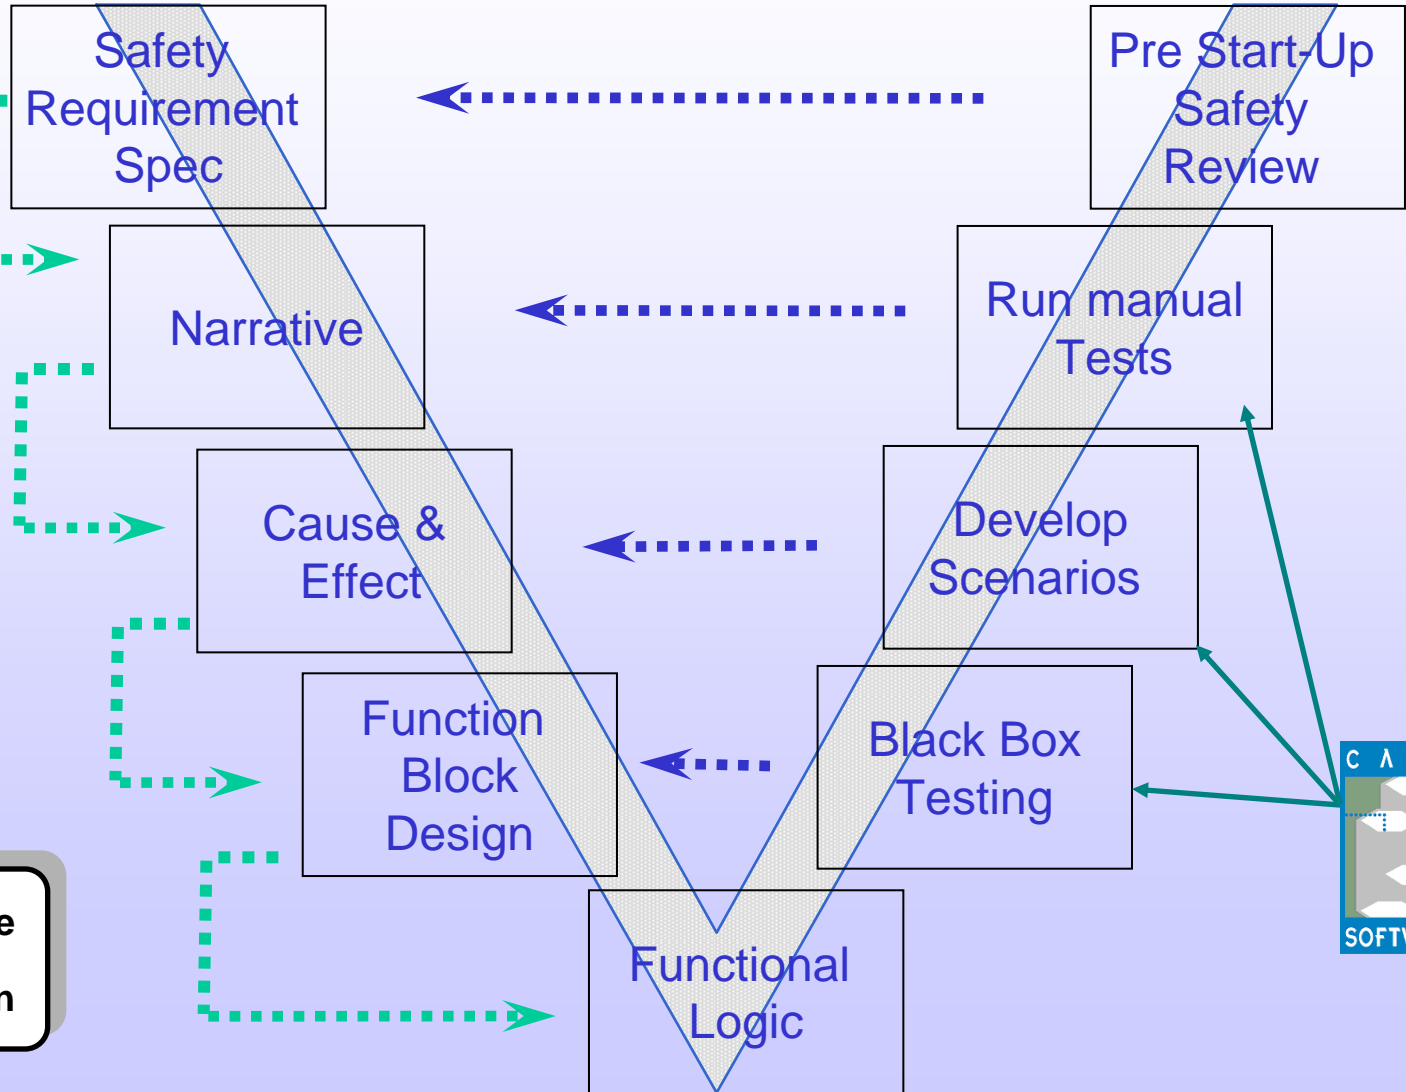 Safety
Requirement
Spec
Pre Start-Up
Safety
Review
Narrative
Run manual
Tests
Cause &
Effect
Develop
Scenarios
Function
Block
Design
Black Box
Testing
Functional
Logic